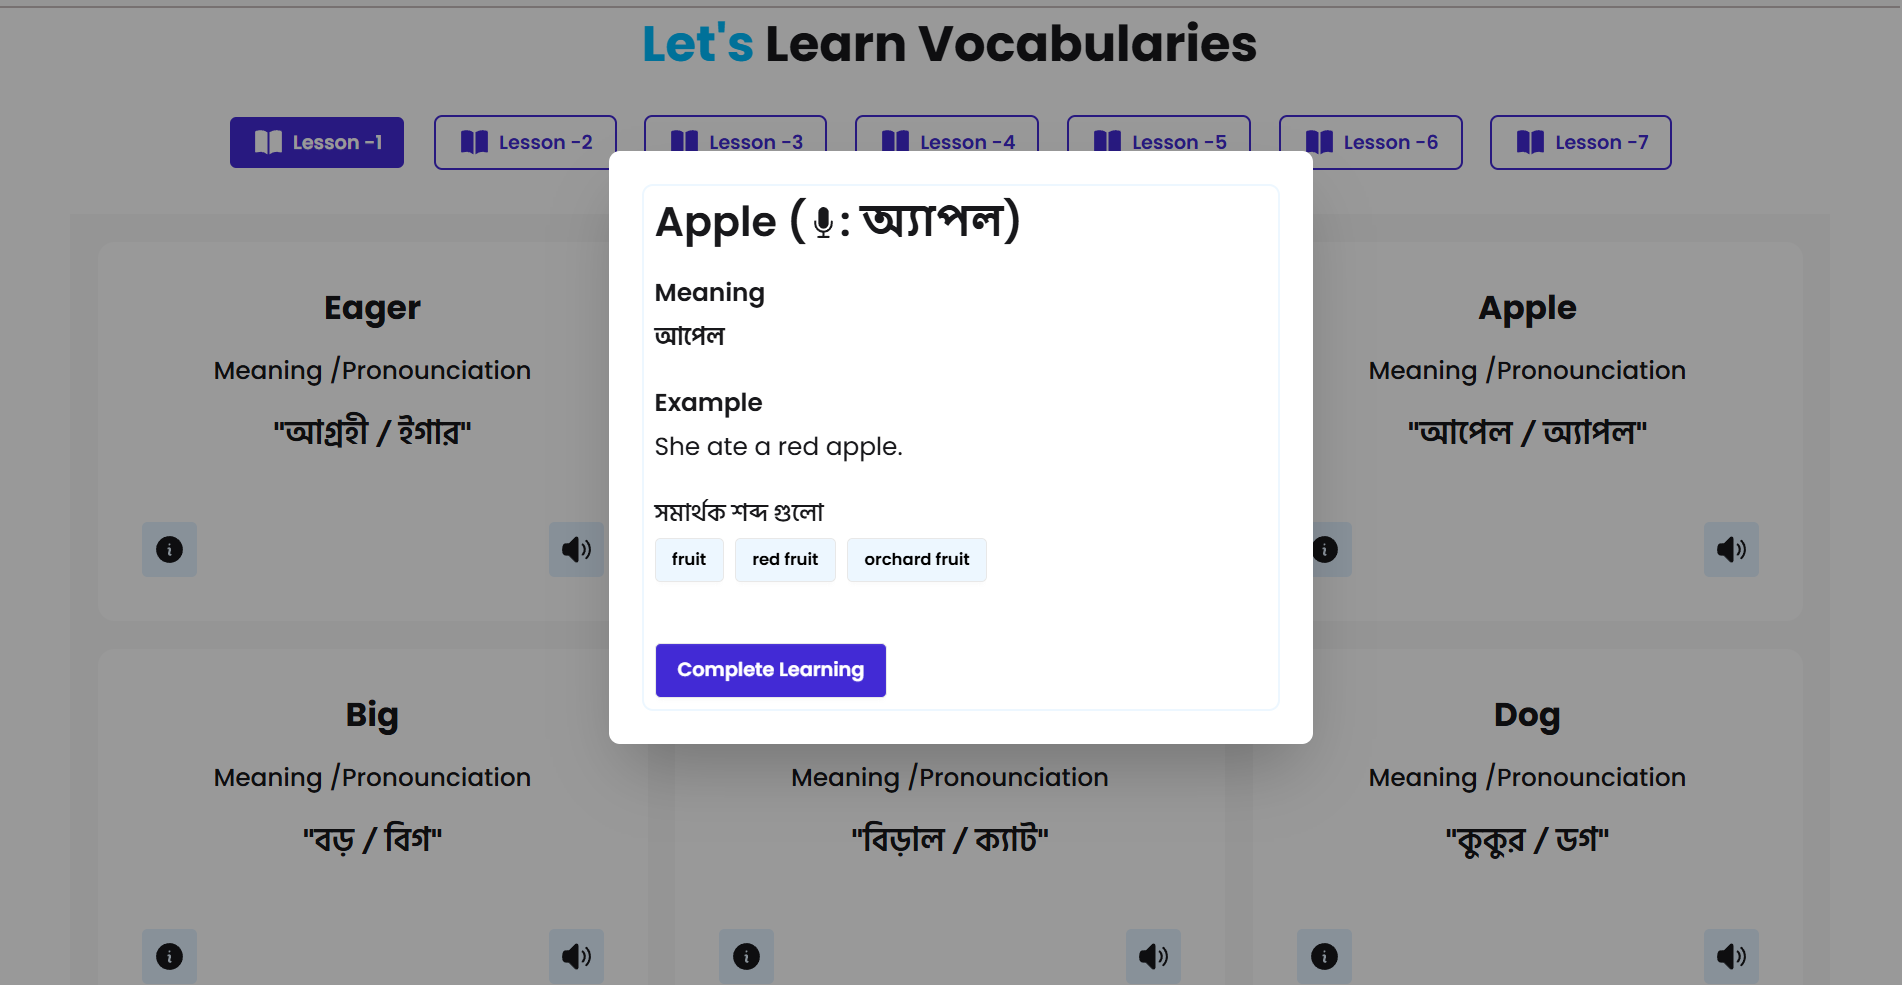 Let's Learn Vocabularies
Lesson -1
Lesson -2
Lesson -3
Lesson -4
Lesson -5
Lesson -6
Lesson -7
Apple ( : অ্যাপল)
Meaning
আপেল
Example
She ate a red apple.
সমার্থক শব্দ গুলো
fruit
red fruit
orchard fruit
Complete Learning
Eager
Meaning /Pronounciation
"আগ্রহী / ইগার"
Apple
Meaning /Pronounciation
"আপেল / অ্যাপল"
Big
Meaning /Pronounciation
"বড় / বিগ"
Meaning /Pronounciation
"বিড়াল / ক্যাট"
Dog
Meaning /Pronounciation
"কুকুর / ডগ"